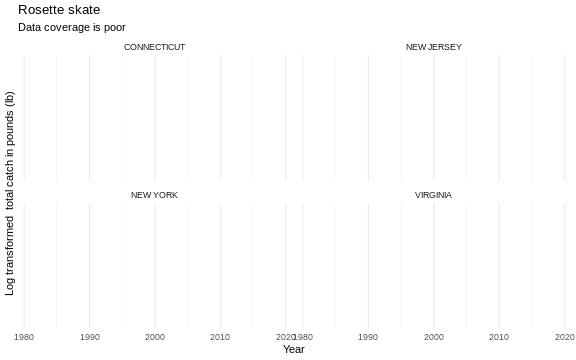 Rosette skate
Data coverage is poor
CONNECTICUT
NEW JERSEY
NEW YORK
VIRGINIA
Log transformed total catch in pounds (lb)
1980 1990 2000 2010 2020 1980 1990 2000 2010 2020
Year